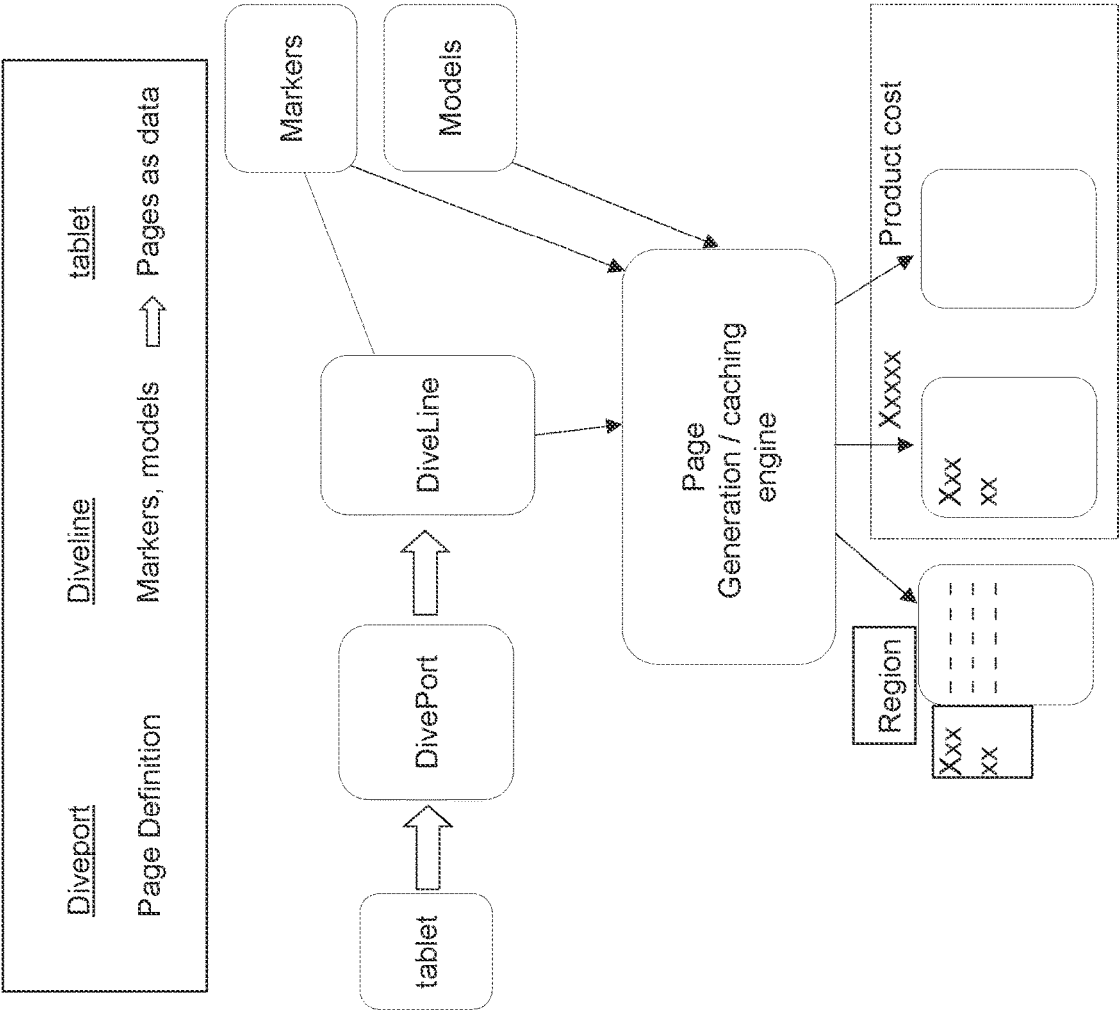 Diveport
Diveline
tablet
Page Definition
Markers, models
Pages as data
tablet
DivePort
DiveLine
Markers
Models
Page
Generation / caching
engine
Region
Xxx
xx
Xxxxx
Xxx
xx
Product cost